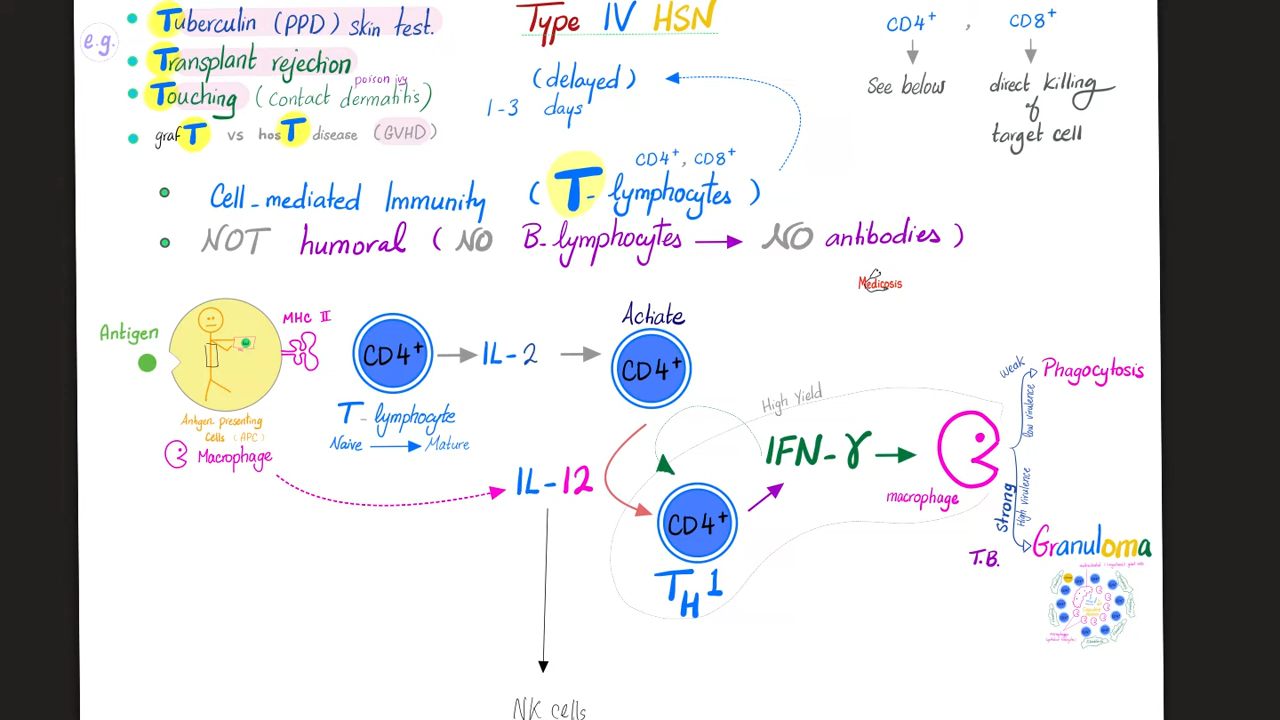 e.g.
Tuberculin (PPD) skin test.
Transplant rejection
poison ivy
Touching (contact dermatitis)
grafT vs hosT disease (GVHD)
Type IV HSN
(delayed)
1-3 days
CD4+ , CD8+
See below
direct killing
of
target cell
CD4+, CD8+
Cell-mediated Immunity (T-lymphocytes)
NOT humoral (NO B-lymphocytes → NO antibodies)
Medicosis
Antigen
MHC II
Antigen presenting
Cells (APC)
Macrophage
CD4+
T-lymphocyte
Naive → Mature
IL-2
Activate
CD4+
IL-12
CD4+
TH1
High Yield
IFN-γ
macrophage
weak
low virulence
Phagocytosis
Strong
High virulence
T.B.
Granuloma
NK cells